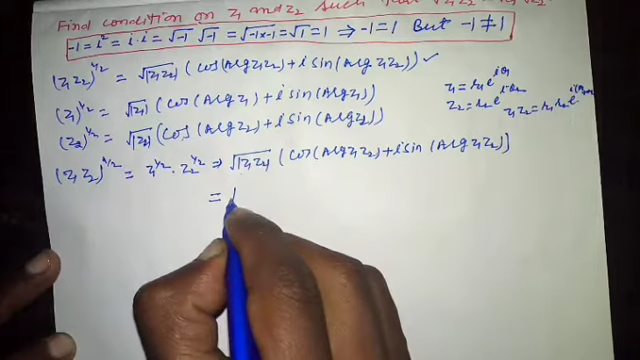 Find condition on z₁ and z₂ such that
-1 = i² = i·i = √-1 √-1 = √-1×-1 = √1 = 1 ⇒ -1 = 1 But -1 ≠ 1
(z₁z₂)^1/2 = √|z₁z₂| (cos(Arg z₁z₂) + i sin(Arg z₁z₂)) ✓
(z₁)^1/2 = √|z₁| (cos(Arg z₁) + i sin(Arg z₁))
z₁ = r₁e^iθ₁
(z₂)^1/2 = √|z₂| (cos(Arg z₂) + i sin(Arg z₂))
z₂ = r₂e^iθ₂
z₁z₂ = r₁r₂e
(z₁z₂)^1/2 = z₁^1/2 · z₂^1/2 ⇒ √|z₁z₂| (cos(Arg z₁z₂) + i sin(Arg z₁z₂)]
=